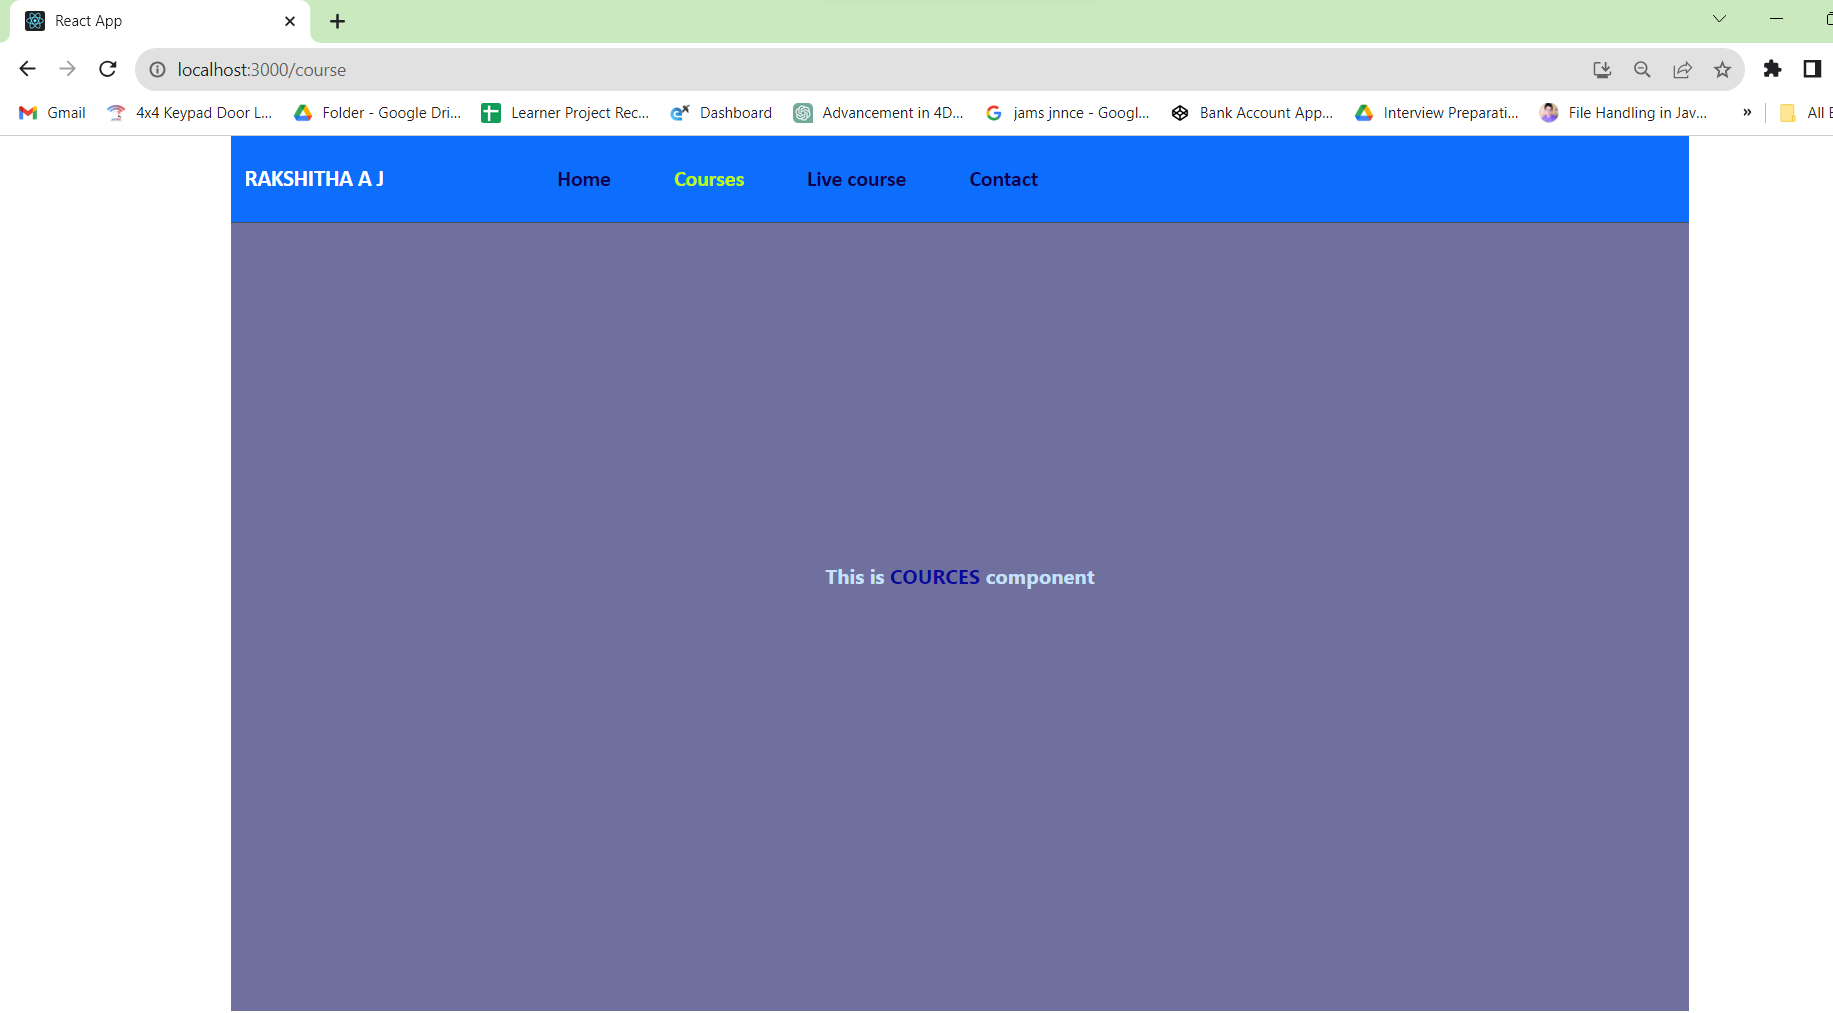 React App
localhost:3000/course
Gmail 4x4 Keypad Door L... Folder - Google Dri... Learner Project Rec... Dashboard Advancement in 4D... jams jnnce - Googl... Bank Account App... Interview Preparati... File Handling in Jav... » All
RAKSHITHA A J Home Courses Live course Contact
This is COURCES component